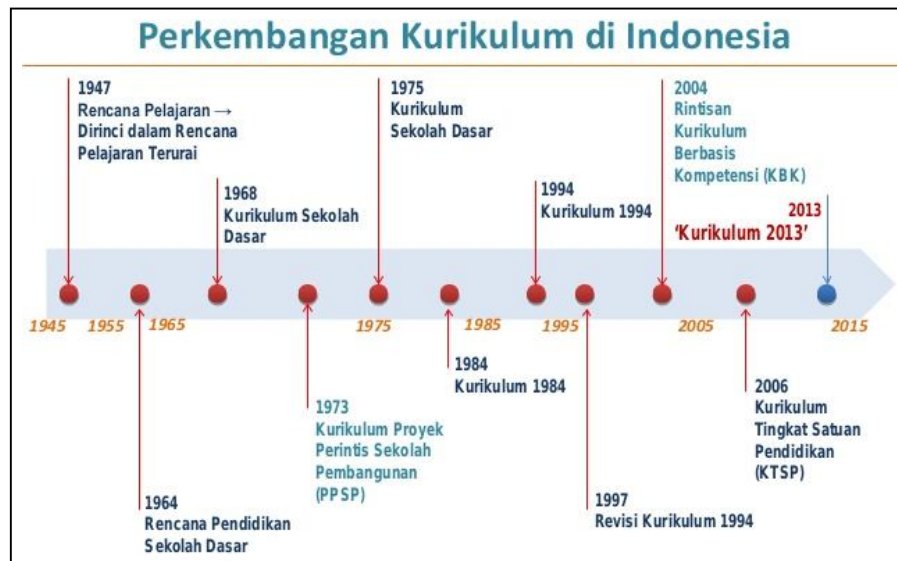 Perkembangan Kurikulum di Indonesia
1947
Rencana Pelajaran →
Dirinci dalam Rencana
Pelajaran Terurai
1968
Kurikulum Sekolah
Dasar
1975
Kurikulum
Sekolah Dasar
1994
Kurikulum 1994
2004
Rintisan
Kurikulum
Berbasis
Kompetensi (KBK)
2013
‘Kurikulum 2013’
1945
1955
1965
1975
1985
1995
2005
2015
1964
Rencana Pendidikan
Sekolah Dasar
1973
Kurikulum Proyek
Perintis Sekolah
Pembangunan
(PPSP)
1984
Kurikulum 1984
1997
Revisi Kurikulum 1994
2006
Kurikulum
Tingkat Satuan
Pendidikan
(KTSP)